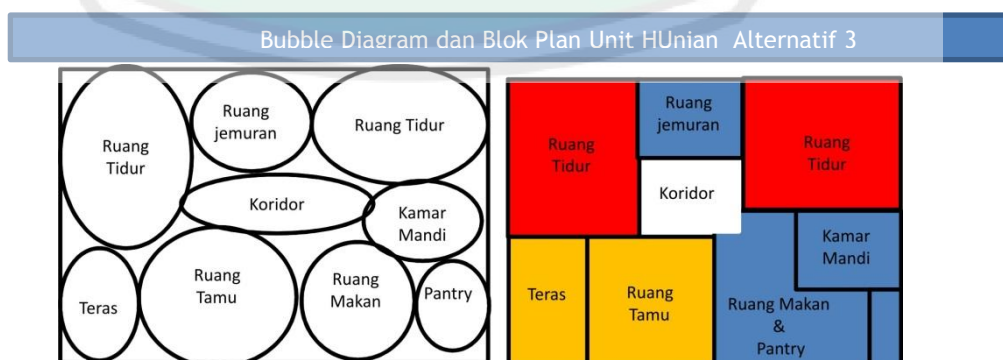 Bubble Diagram dan Blok Plan Unit HUnian Alternatif 3
Ruang
Tidur
Ruang
jemuran
Ruang Tidur
Koridor
Kamar
Mandi
Teras
Ruang
Tamu
Ruang
Makan
Pantry
Ruang
Tidur
Ruang
jemuran
Ruang
Tidur
Koridor
Kamar
Mandi
Teras
Ruang
Tamu
Ruang Makan
&
Pantry